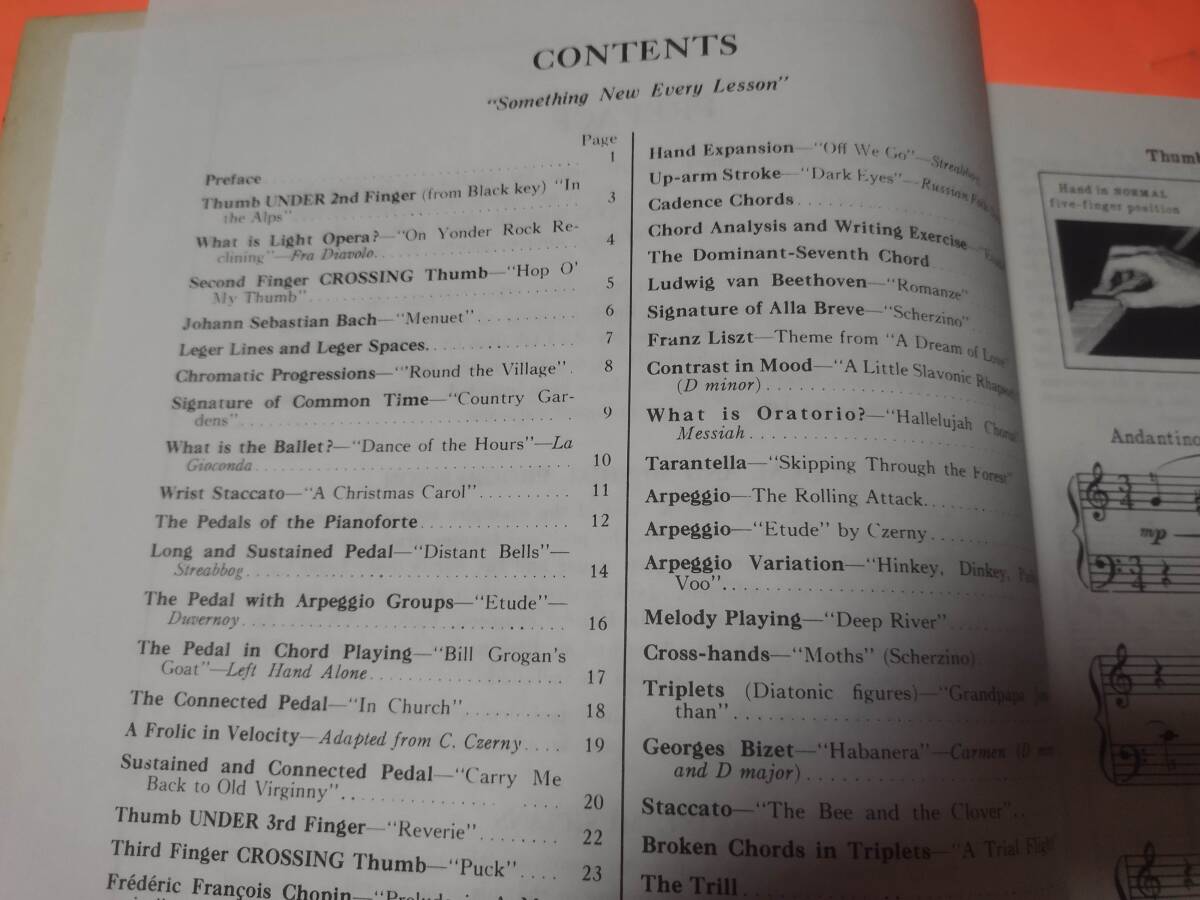 CONTENTS
"Something New Every Lesson"
Page
Preface 1
Thumb UNDER 2nd Finger (from Black key) "In
the Alps" 3
What is Light Opera?—"On Yonder Rock Re-
clining"—Fra Diavolo. 4
Second Finger CROSSING Thumb—"Hop O'
My Thumb" 5
Johann Sebastian Bach—"Menuet" 6
Leger Lines and Leger Spaces. 7
Chromatic Progressions—"'Round the Village" 8
Signature of Common Time—"Country Gar-
dens" 9
What is the Ballet?—"Dance of the Hours"—La
Gioconda 10
Wrist Staccato—"A Christmas Carol" 11
The Pedals of the Pianoforte 12
Long and Sustained Pedal—"Distant Bells"—
Streabbog 14
The Pedal with Arpeggio Groups—"Etude"—
Duvernoy 16
The Pedal in Chord Playing—"Bill Grogan's
Goat"—Left Hand Alone 17
The Connected Pedal—"In Church" 18
A Frolic in Velocity—Adapted from C. Czerny 19
Sustained and Connected Pedal—"Carry Me
Back to Old Virginny" 20
Thumb UNDER 3rd Finger—"Reverie" 22
Third Finger CROSSING Thumb—"Puck" 23
Frédéric François Chopin—"Prelude in A
Hand Expansion—"Off We Go"—Streabbog
Up-arm Stroke—"Dark Eyes"—Russian
Cadence Chords
Chord Analysis and Writing Exercise
The Dominant-Seventh Chord
Ludwig van Beethoven—"Romanze"
Signature of Alla Breve—"Scherzino"
Franz Liszt—Theme from "A Dream of Love"
Contrast in Mood—"A Little Slavonic
(D minor)
What is Oratorio?—"Hallelujah
Messiah
Tarantella—"Skipping Through the Forest"
Arpeggio—The Rolling Attack.
Arpeggio—"Etude" by Czerny
Arpeggio Variation—"Hinkey, Dinkey,
Voo"
Melody Playing—"Deep River"
Cross-hands—"Moths" (Scherzino)
Triplets (Diatonic figures)—"Grandpapa
than"
Georges Bizet—"Habanera"—Carmen (D
and D major)
Staccato—"The Bee and the Clover"
Broken Chords in Triplets—"A Trial Flight
The Trill
Thumb
Hand in NORMAL
five-finger position
Andantino
mp